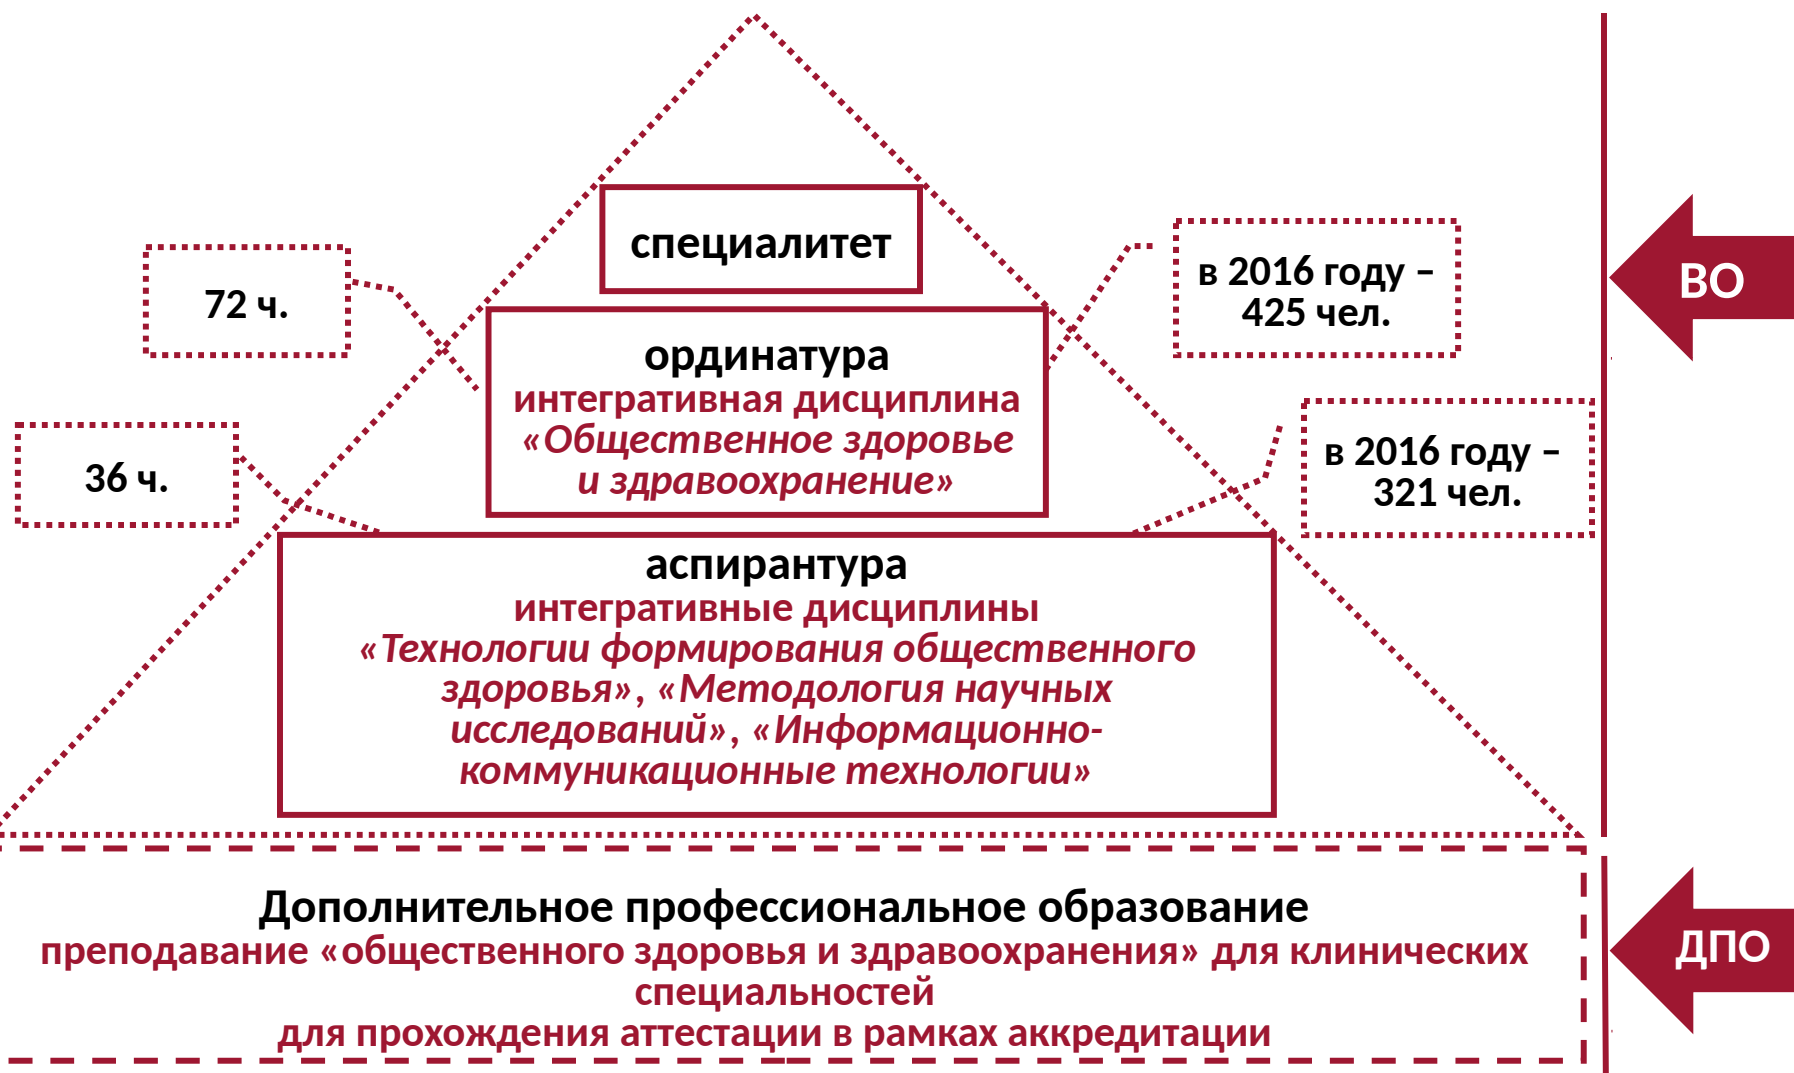 специалитет
72 ч.
в 2016 году –
425 чел.
ВО
ординатура
интегративная дисциплина
«Общественное здоровье
и здравоохранение»
36 ч.
в 2016 году –
321 чел.
аспирантура
интегративные дисциплины
«Технологии формирования общественного
здоровья», «Методология научных
исследований», «Информационно-
коммуникационные технологии»
Дополнительное профессиональное образование
преподавание «общественного здоровья и здравоохранения» для клинических
специальностей
для прохождения аттестации в рамках аккредитации
ДПО